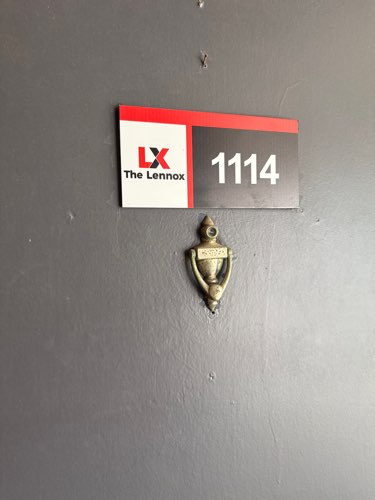 LX
The Lennox
1114